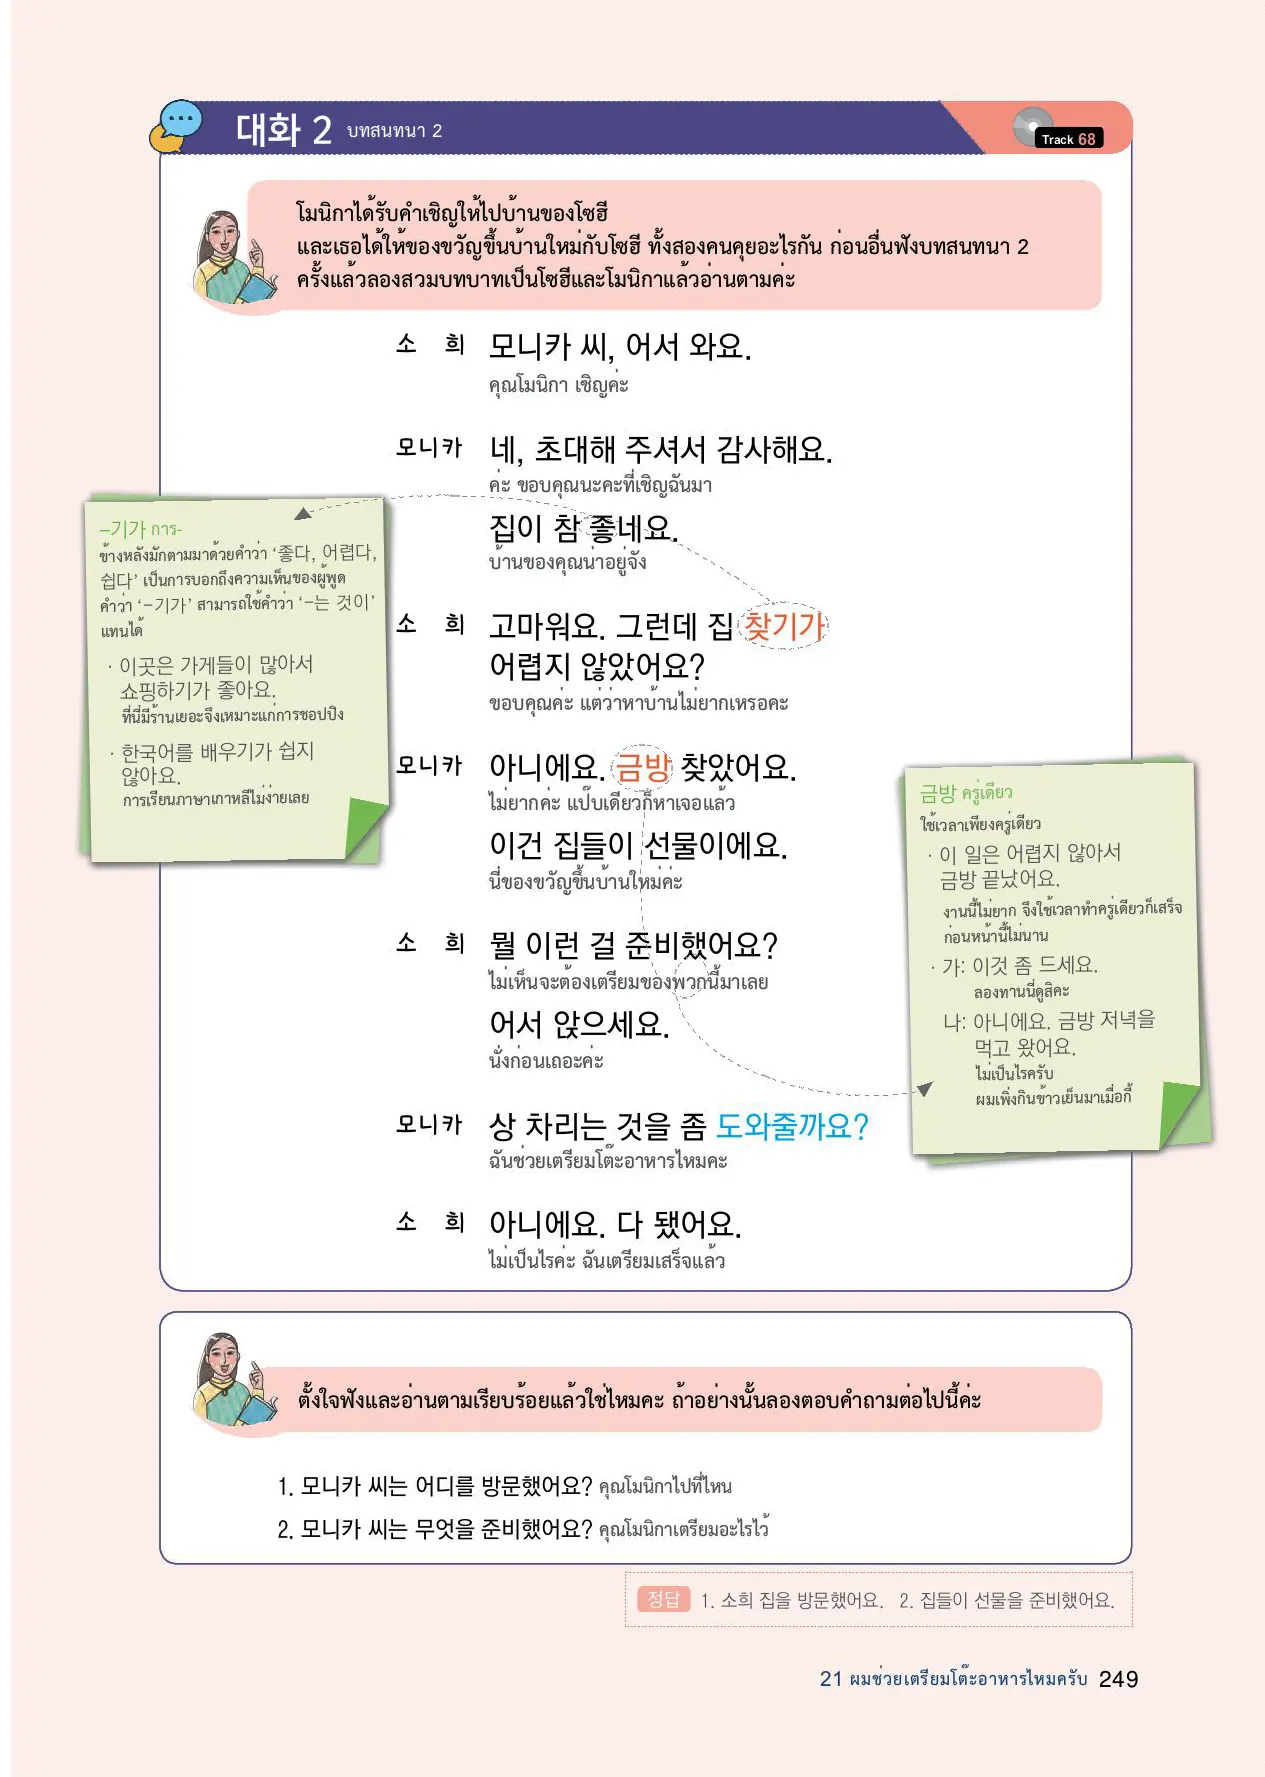 대화 2 บทสนทนา 2
Track 68
โมนิกาได้รับคำเชิญให้ไปบ้านของโซฮี
และเธอได้ให้ของขวัญขึ้นบ้านใหม่กับโซฮี ทั้งสองคนคุยอะไรกัน ก่อนอื่นฟังบทสนทนา 2
ครั้งแล้วลองสวมบทบาทเป็นโซฮีและโมนิกาแล้วอ่านตามค่ะ
소 희 모니카 씨, 어서 와요.
คุณโมนิกา เชิญค่ะ
모니카 네, 초대해 주셔서 감사해요.
ค่ะ ขอบคุณนะคะที่เชิญฉันมา
집이 참 좋네요.
บ้านของคุณน่าอยู่จัง
소 희 고마워요. 그런데 집 찾기가
어렵지 않았어요?
ขอบคุณค่ะ แต่ว่าหาบ้านไม่ยากเหรอคะ
모니카 아니에요. 금방 찾았어요.
ไม่ยากค่ะ แป๊บเดียวก็หาเจอแล้ว
이건 집들이 선물이에요.
นี่ของขวัญขึ้นบ้านใหม่ค่ะ
소 희 뭘 이런 걸 준비했어요?
ไม่เห็นจะต้องเตรียมของพวกนี้มาเลย
어서 앉으세요.
นั่งก่อนเถอะค่ะ
모니카 상 차리는 것을 좀 도와줄까요?
ฉันช่วยเตรียมโต๊ะอาหารไหมคะ
소 희 아니에요. 다 됐어요.
ไม่เป็นไรค่ะ ฉันเตรียมเสร็จแล้ว
–기가 การ-
ข้างหลังมักตามมาด้วยคำว่า ‘좋다, 어렵다,
쉽다’ เป็นการบอกถึงความเห็นของผู้พูด
คำว่า ‘–기가’ สามารถใช้คำว่า ‘–는 것이’
แทนได้
· 이곳은 가게들이 많아서
쇼핑하기가 좋아요.
ที่นี่มีร้านเยอะจึงเหมาะแก่การชอปปิง
· 한국어를 배우기가 쉽지
않아요.
การเรียนภาษาเกาหลีไม่ง่ายเลย
금방 ครู่เดียว
ใช้เวลาเพียงครู่เดียว
· 이 일은 어렵지 않아서
금방 끝났어요.
งานนี้ไม่ยาก จึงใช้เวลาทำครู่เดียวก็เสร็จ
ก่อนหน้านี้ไม่นาน
· 가: 이것 좀 드세요.
ลองทานนี่ดูสิคะ
나: 아니에요. 금방 저녁을
먹고 왔어요.
ไม่เป็นไรครับ
ผมเพิ่งกินข้าวเย็นมาเมื่อกี้
ตั้งใจฟังและอ่านตามเรียบร้อยแล้วใช่ไหมคะ ถ้าอย่างนั้นลองตอบคำถามต่อไปนี้ค่ะ
1. 모니카 씨는 어디를 방문했어요? คุณโมนิกาไปที่ไหน
2. 모니카 씨는 무엇을 준비했어요? คุณโมนิกาเตรียมอะไรไว้
정답 1. 소희 집을 방문했어요. 2. 집들이 선물을 준비했어요.
21 ผมช่วยเตรียมโต๊ะอาหารไหมครับ 249